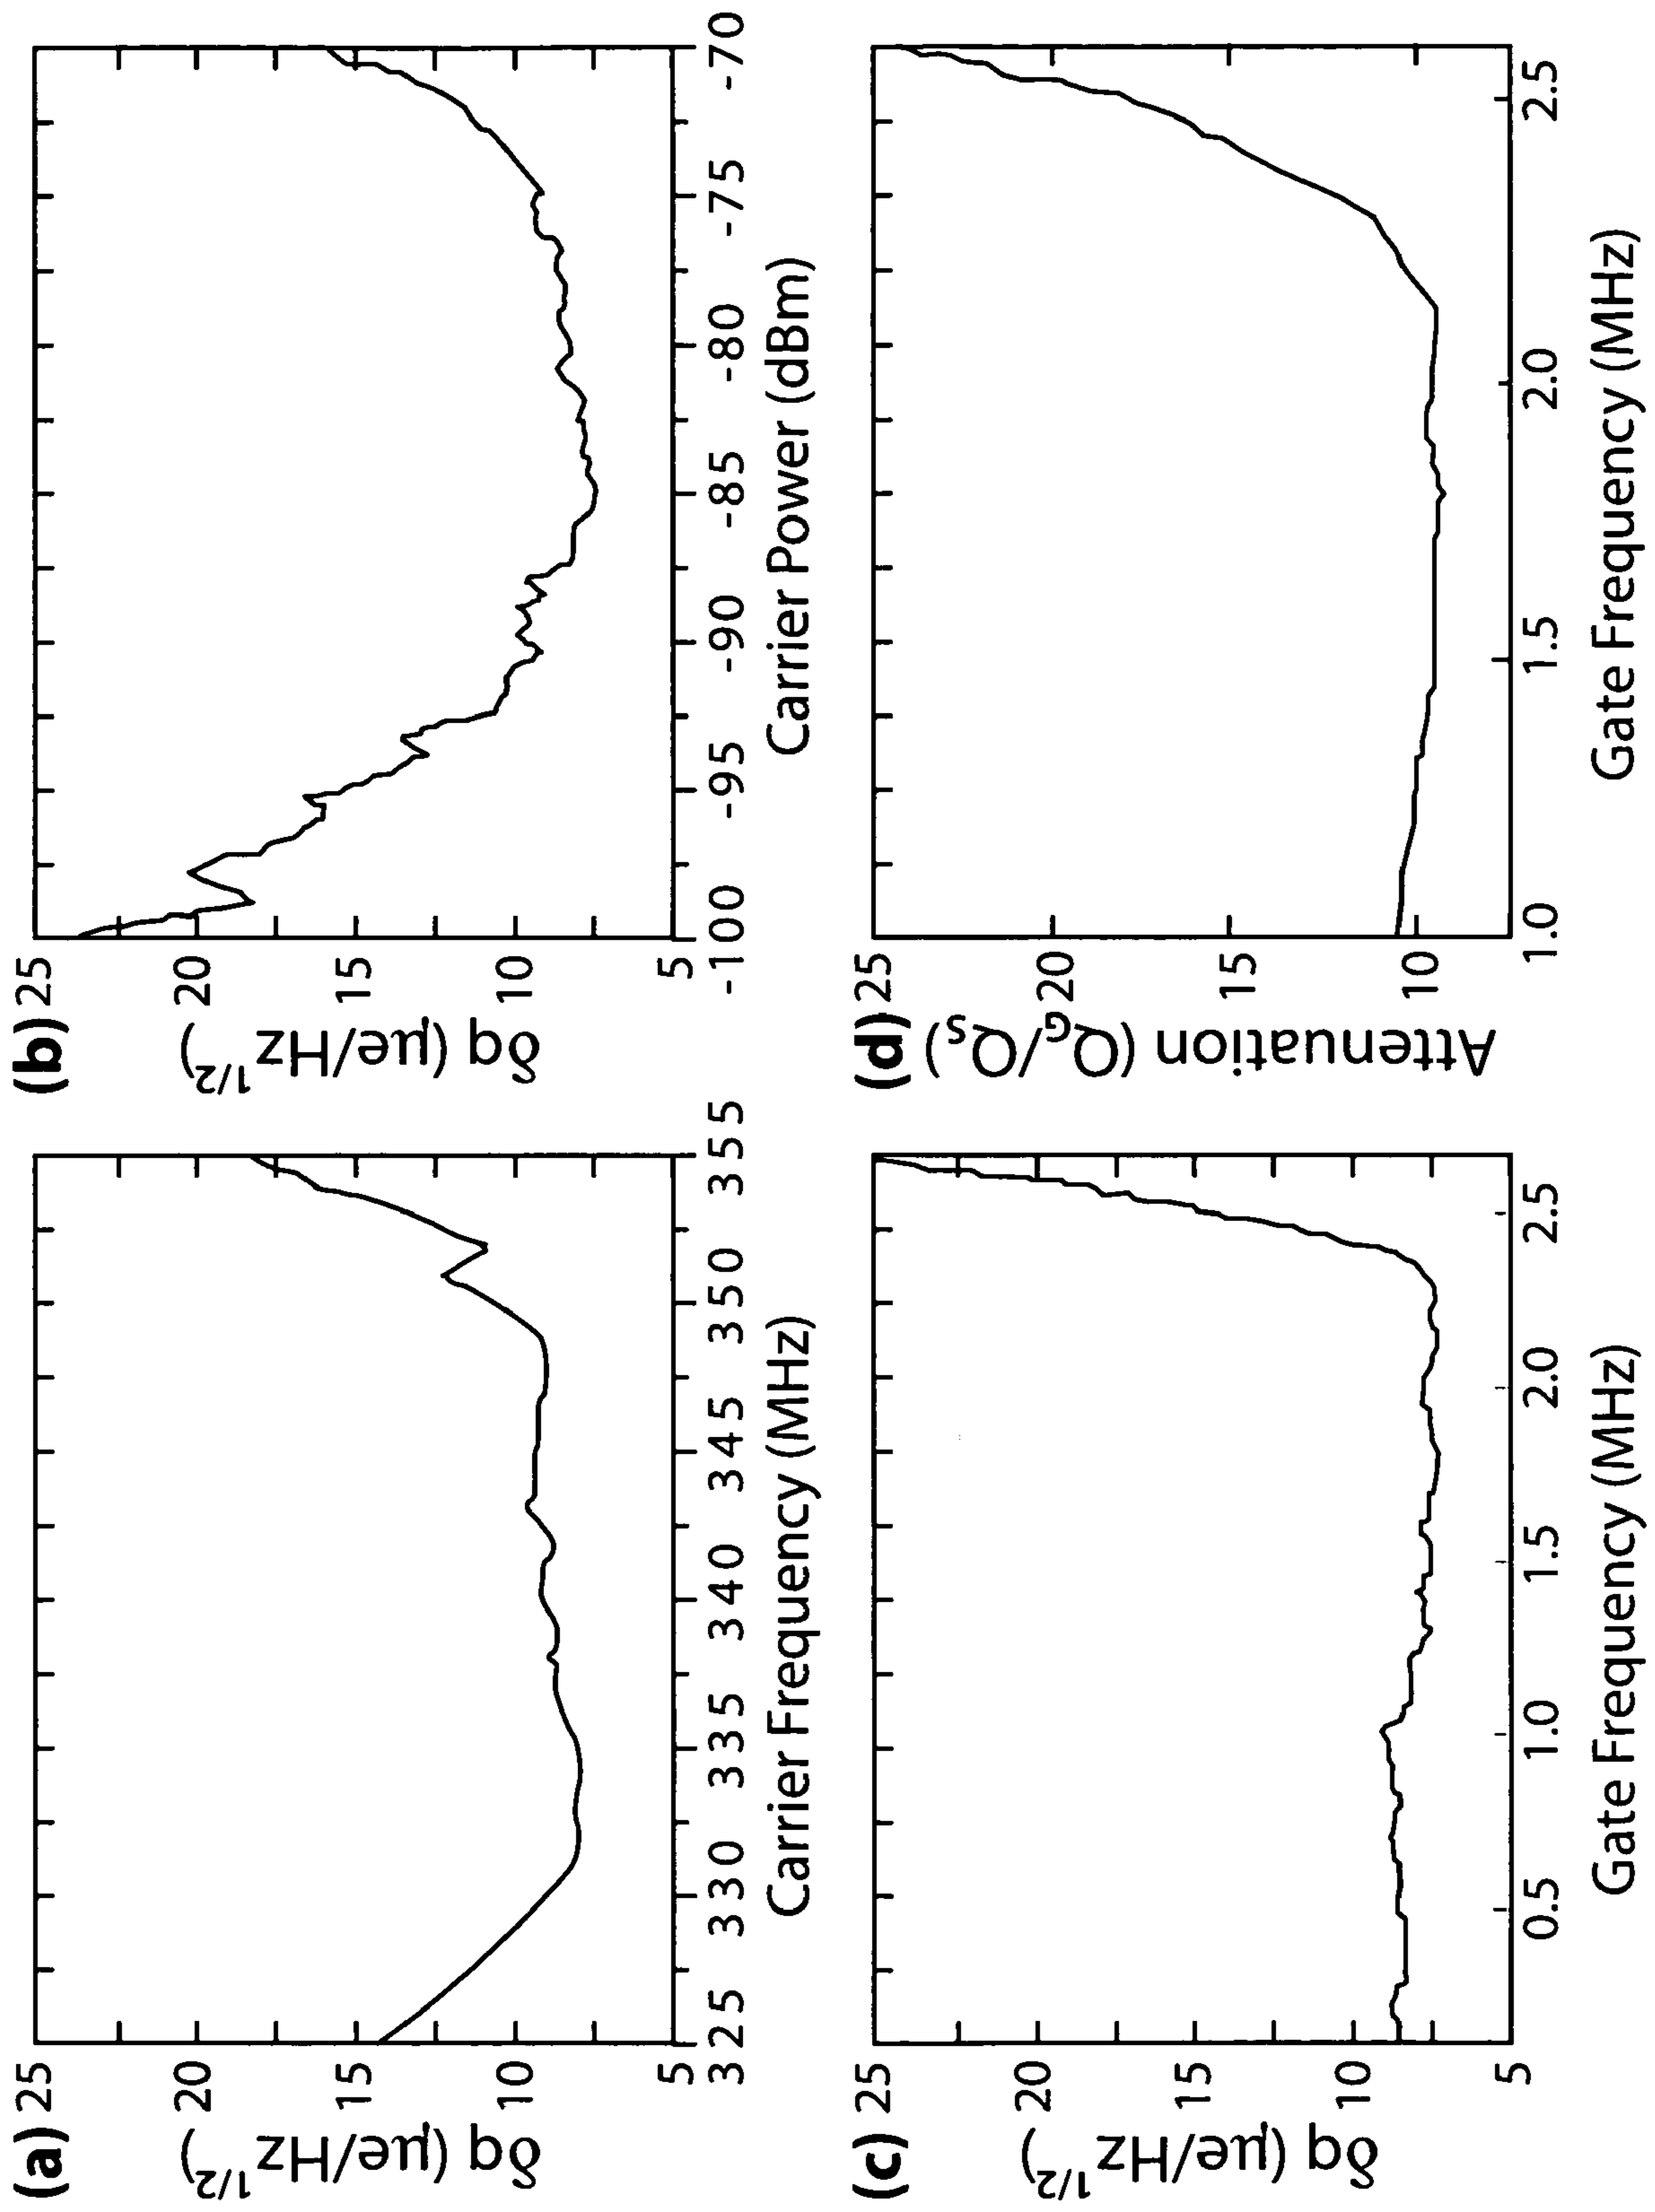 (a)
25
20
15
10
5
δq (μe/Hz^1/2)
325 330 335 340 345 350 355
Carrier Frequency (MHz)
(b)
25
20
15
10
5
δq (μe/Hz^1/2)
-100 -95 -90 -85 -80 -75 -70
Carrier Power (dBm)
(c)
25
20
15
10
5
δq (μe/Hz^1/2)
0.5 1.0 1.5 2.0 2.5
Gate Frequency (MHz)
(d)
25
20
15
10
Attenuation (Q_G/Q_S)
1.0 1.5 2.0 2.5
Gate Frequency (MHz)